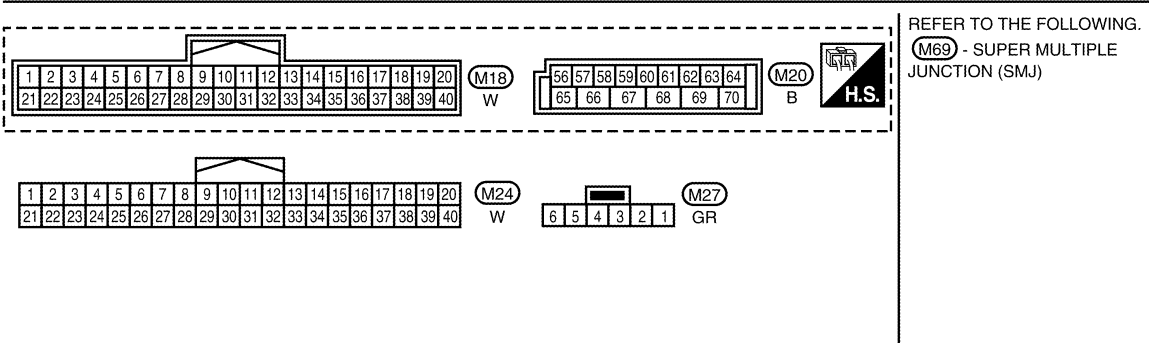 1 2 3 4 5 6 7 8 9 10 11 12 13 14 15 16 17 18 19 20
21 22 23 24 25 26 27 28 29 30 31 32 33 34 35 36 37 38 39 40
M18
W
56 57 58 59 60 61 62 63 64
65 66 67 68 69 70
M20
B
H.S.
1 2 3 4 5 6 7 8 9 10 11 12 13 14 15 16 17 18 19 20
21 22 23 24 25 26 27 28 29 30 31 32 33 34 35 36 37 38 39 40
M24
W
6 5 4 3 2 1
M27
GR
REFER TO THE FOLLOWING.
M69 - SUPER MULTIPLE
JUNCTION (SMJ)